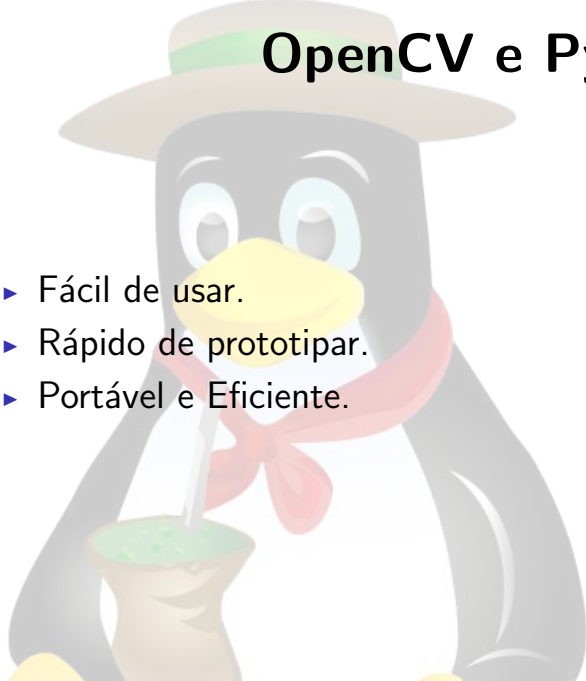 OpenCV e Py
▸ Fácil de usar.
▸ Rápido de prototipar.
▸ Portável e Eficiente.